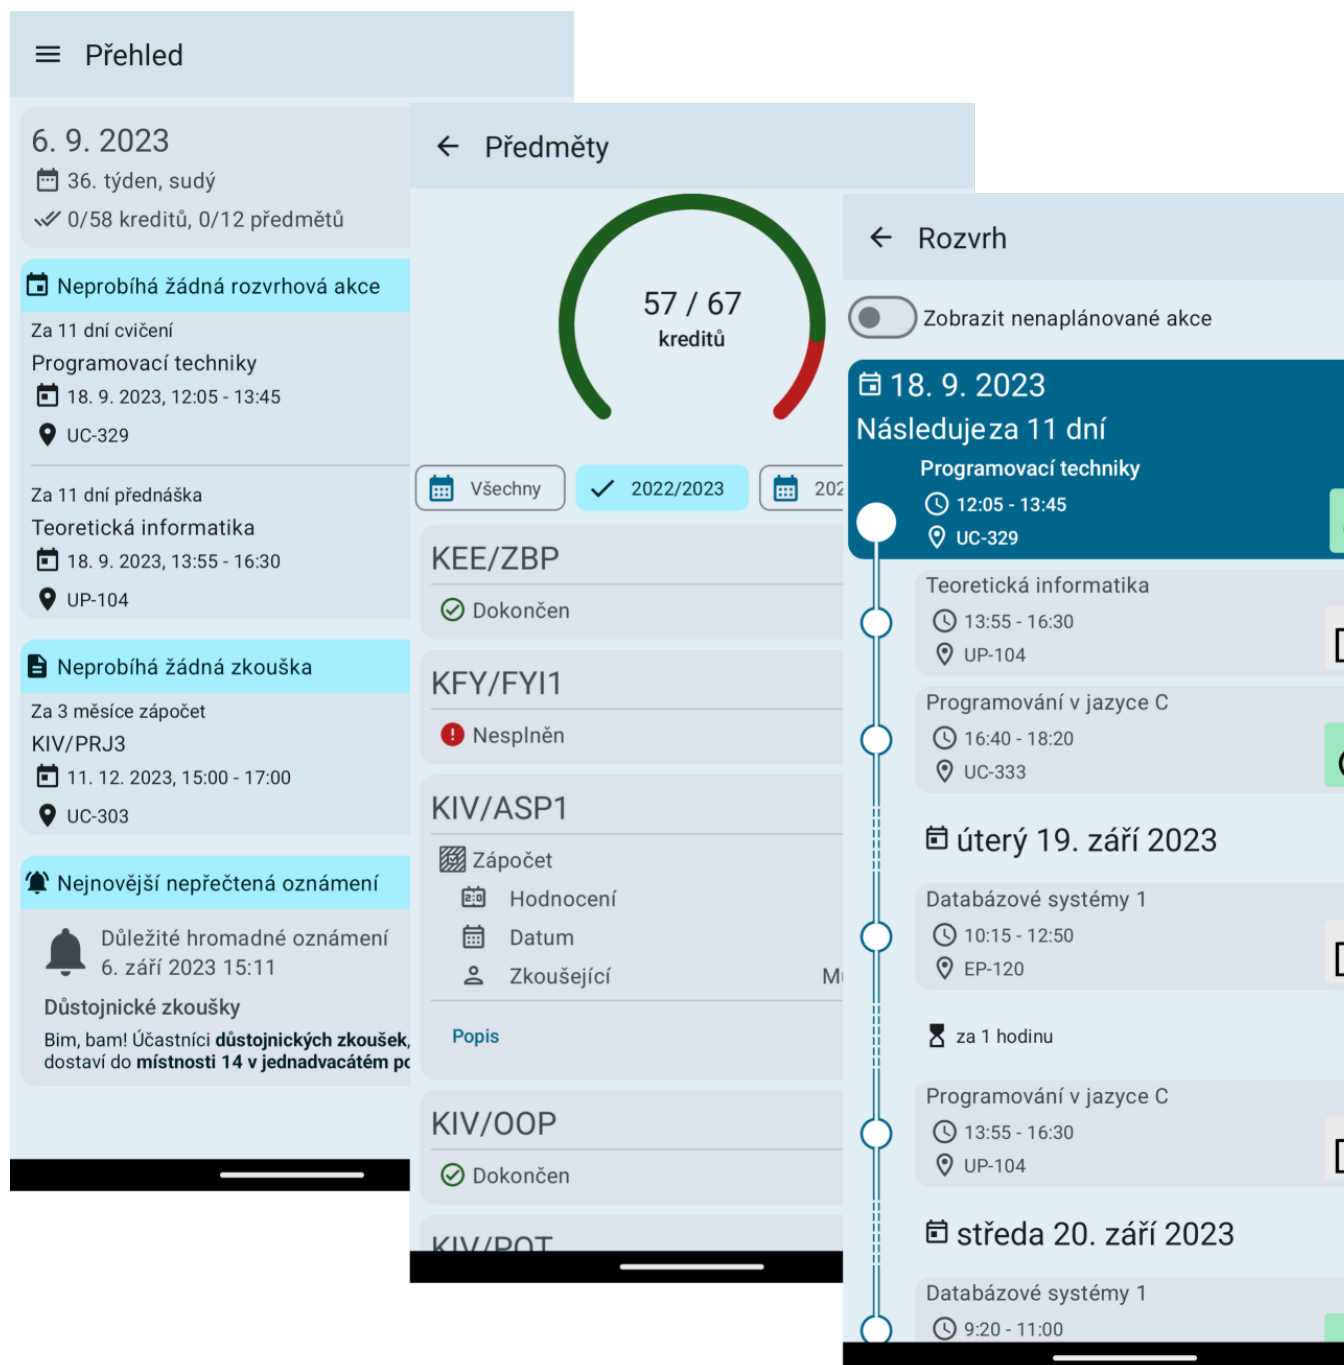 Přehled
6. 9. 2023
36. týden, sudý
0/58 kreditů, 0/12 předmětů
Neprobíhá žádná rozvrhová akce
Za 11 dní cvičení
Programovací techniky
18. 9. 2023, 12:05 - 13:45
UC-329
Za 11 dní přednáška
Teoretická informatika
18. 9. 2023, 13:55 - 16:30
UP-104
Neprobíhá žádná zkouška
Za 3 měsíce zápočet
KIV/PRJ3
11. 12. 2023, 15:00 - 17:00
UC-303
Nejnovější nepřečtená oznámení
Důležité hromadné oznámení
6. září 2023 15:11
Důstojnické zkoušky
Bim, bam! Účastníci důstojnických zkoušek,
dostaví do místnosti 14 v jednadvacátém
Předměty
57 / 67
kreditů
Všechny
2022/2023
KEE/ZBP
Dokončen
KFY/FYI1
Nesplněn
KIV/ASP1
Zápočet
Hodnocení
Datum
Zkoušející
Popis
KIV/OOP
Dokončen
KIV/POT
Rozvrh
Zobrazit nenaplánované akce
18. 9. 2023
Následuje za 11 dní
Programovací techniky
12:05 - 13:45
UC-329
Teoretická informatika
13:55 - 16:30
UP-104
Programování v jazyce C
16:40 - 18:20
UC-333
úterý 19. září 2023
Databázové systémy 1
10:15 - 12:50
EP-120
za 1 hodinu
Programování v jazyce C
13:55 - 16:30
UP-104
středa 20. září 2023
Databázové systémy 1
9:20 - 11:00